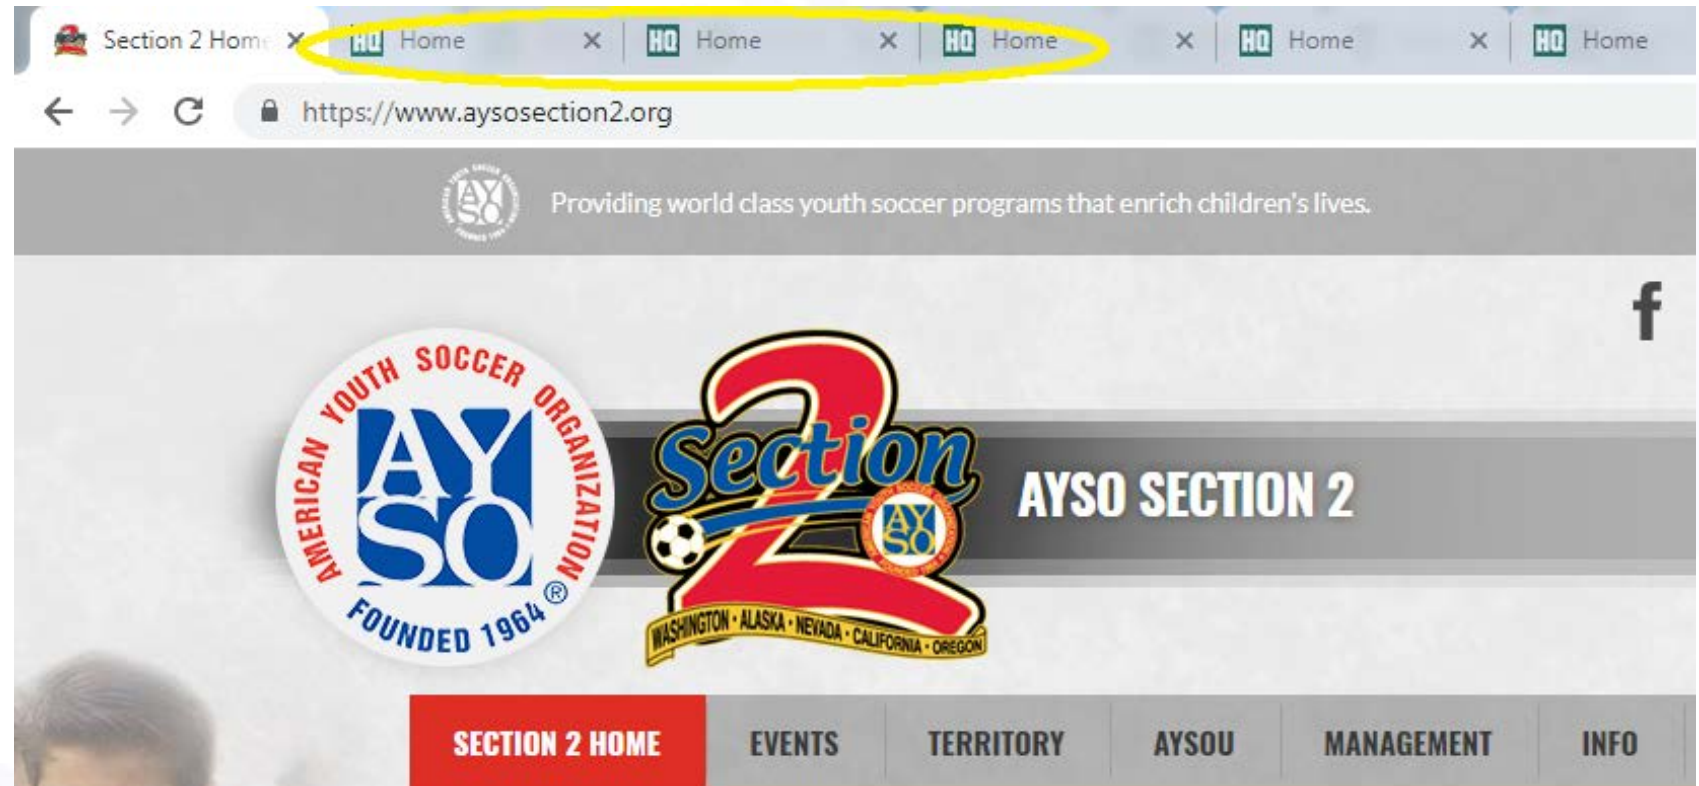 Section 2 Home
HQ Home
HQ Home
HQ Home
HQ Home
HQ Home
https://www.aysosection2.org
AYSO
Providing world class youth soccer programs that enrich children's lives.
f
AMERICAN YOUTH SOCCER ORGANIZATION
AYSO
®
FOUNDED 1964
2
Section
AYSO
WASHINGTON • ALASKA • NEVADA • CALIFORNIA • OREGON
AYSO SECTION 2
SECTION 2 HOME
EVENTS
TERRITORY
AYSOU
MANAGEMENT
INFO